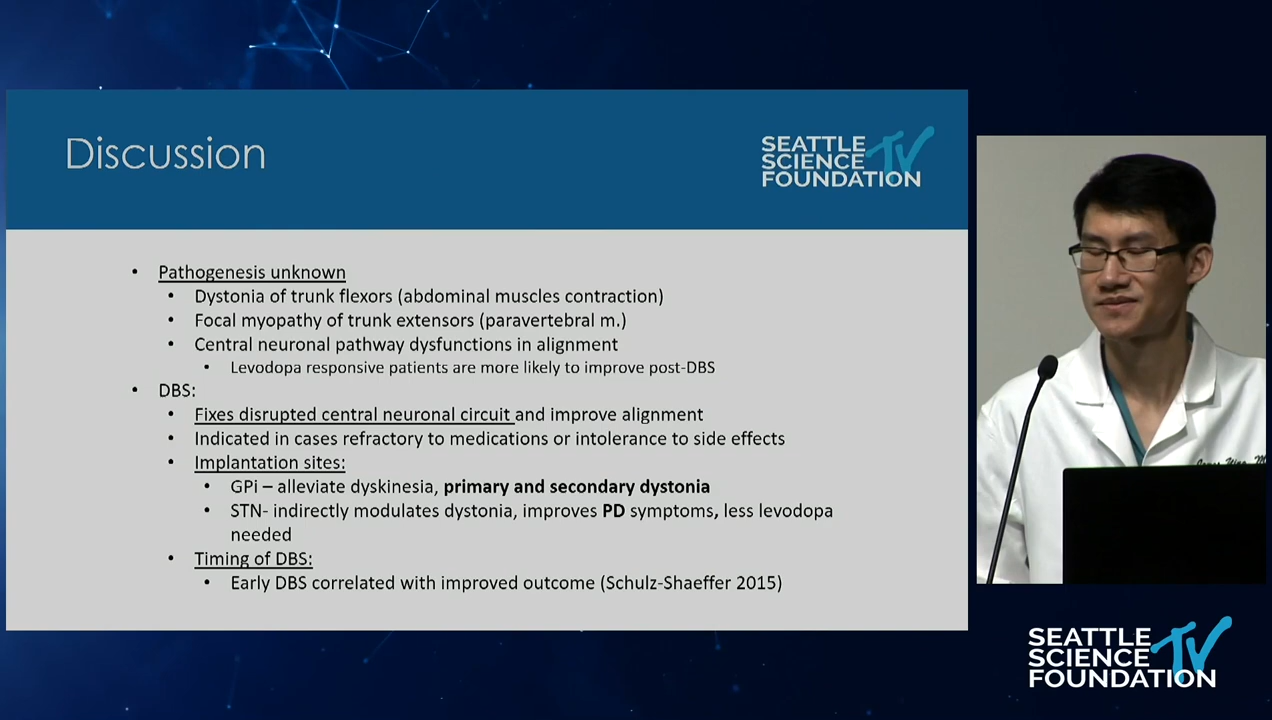 Discussion
SEATTLE
SCIENCE TV
FOUNDATION
• Pathogenesis unknown
• Dystonia of trunk flexors (abdominal muscles contraction)
• Focal myopathy of trunk extensors (paravertebral m.)
• Central neuronal pathway dysfunctions in alignment
• Levodopa responsive patients are more likely to improve post-DBS
• DBS:
• Fixes disrupted central neuronal circuit and improve alignment
• Indicated in cases refractory to medications or intolerance to side effects
• Implantation sites:
• GPi – alleviate dyskinesia, primary and secondary dystonia
• STN- indirectly modulates dystonia, improves PD symptoms, less levodopa
needed
• Timing of DBS:
• Early DBS correlated with improved outcome (Schulz-Shaeffer 2015)
SEATTLE
SCIENCE TV
FOUNDATION